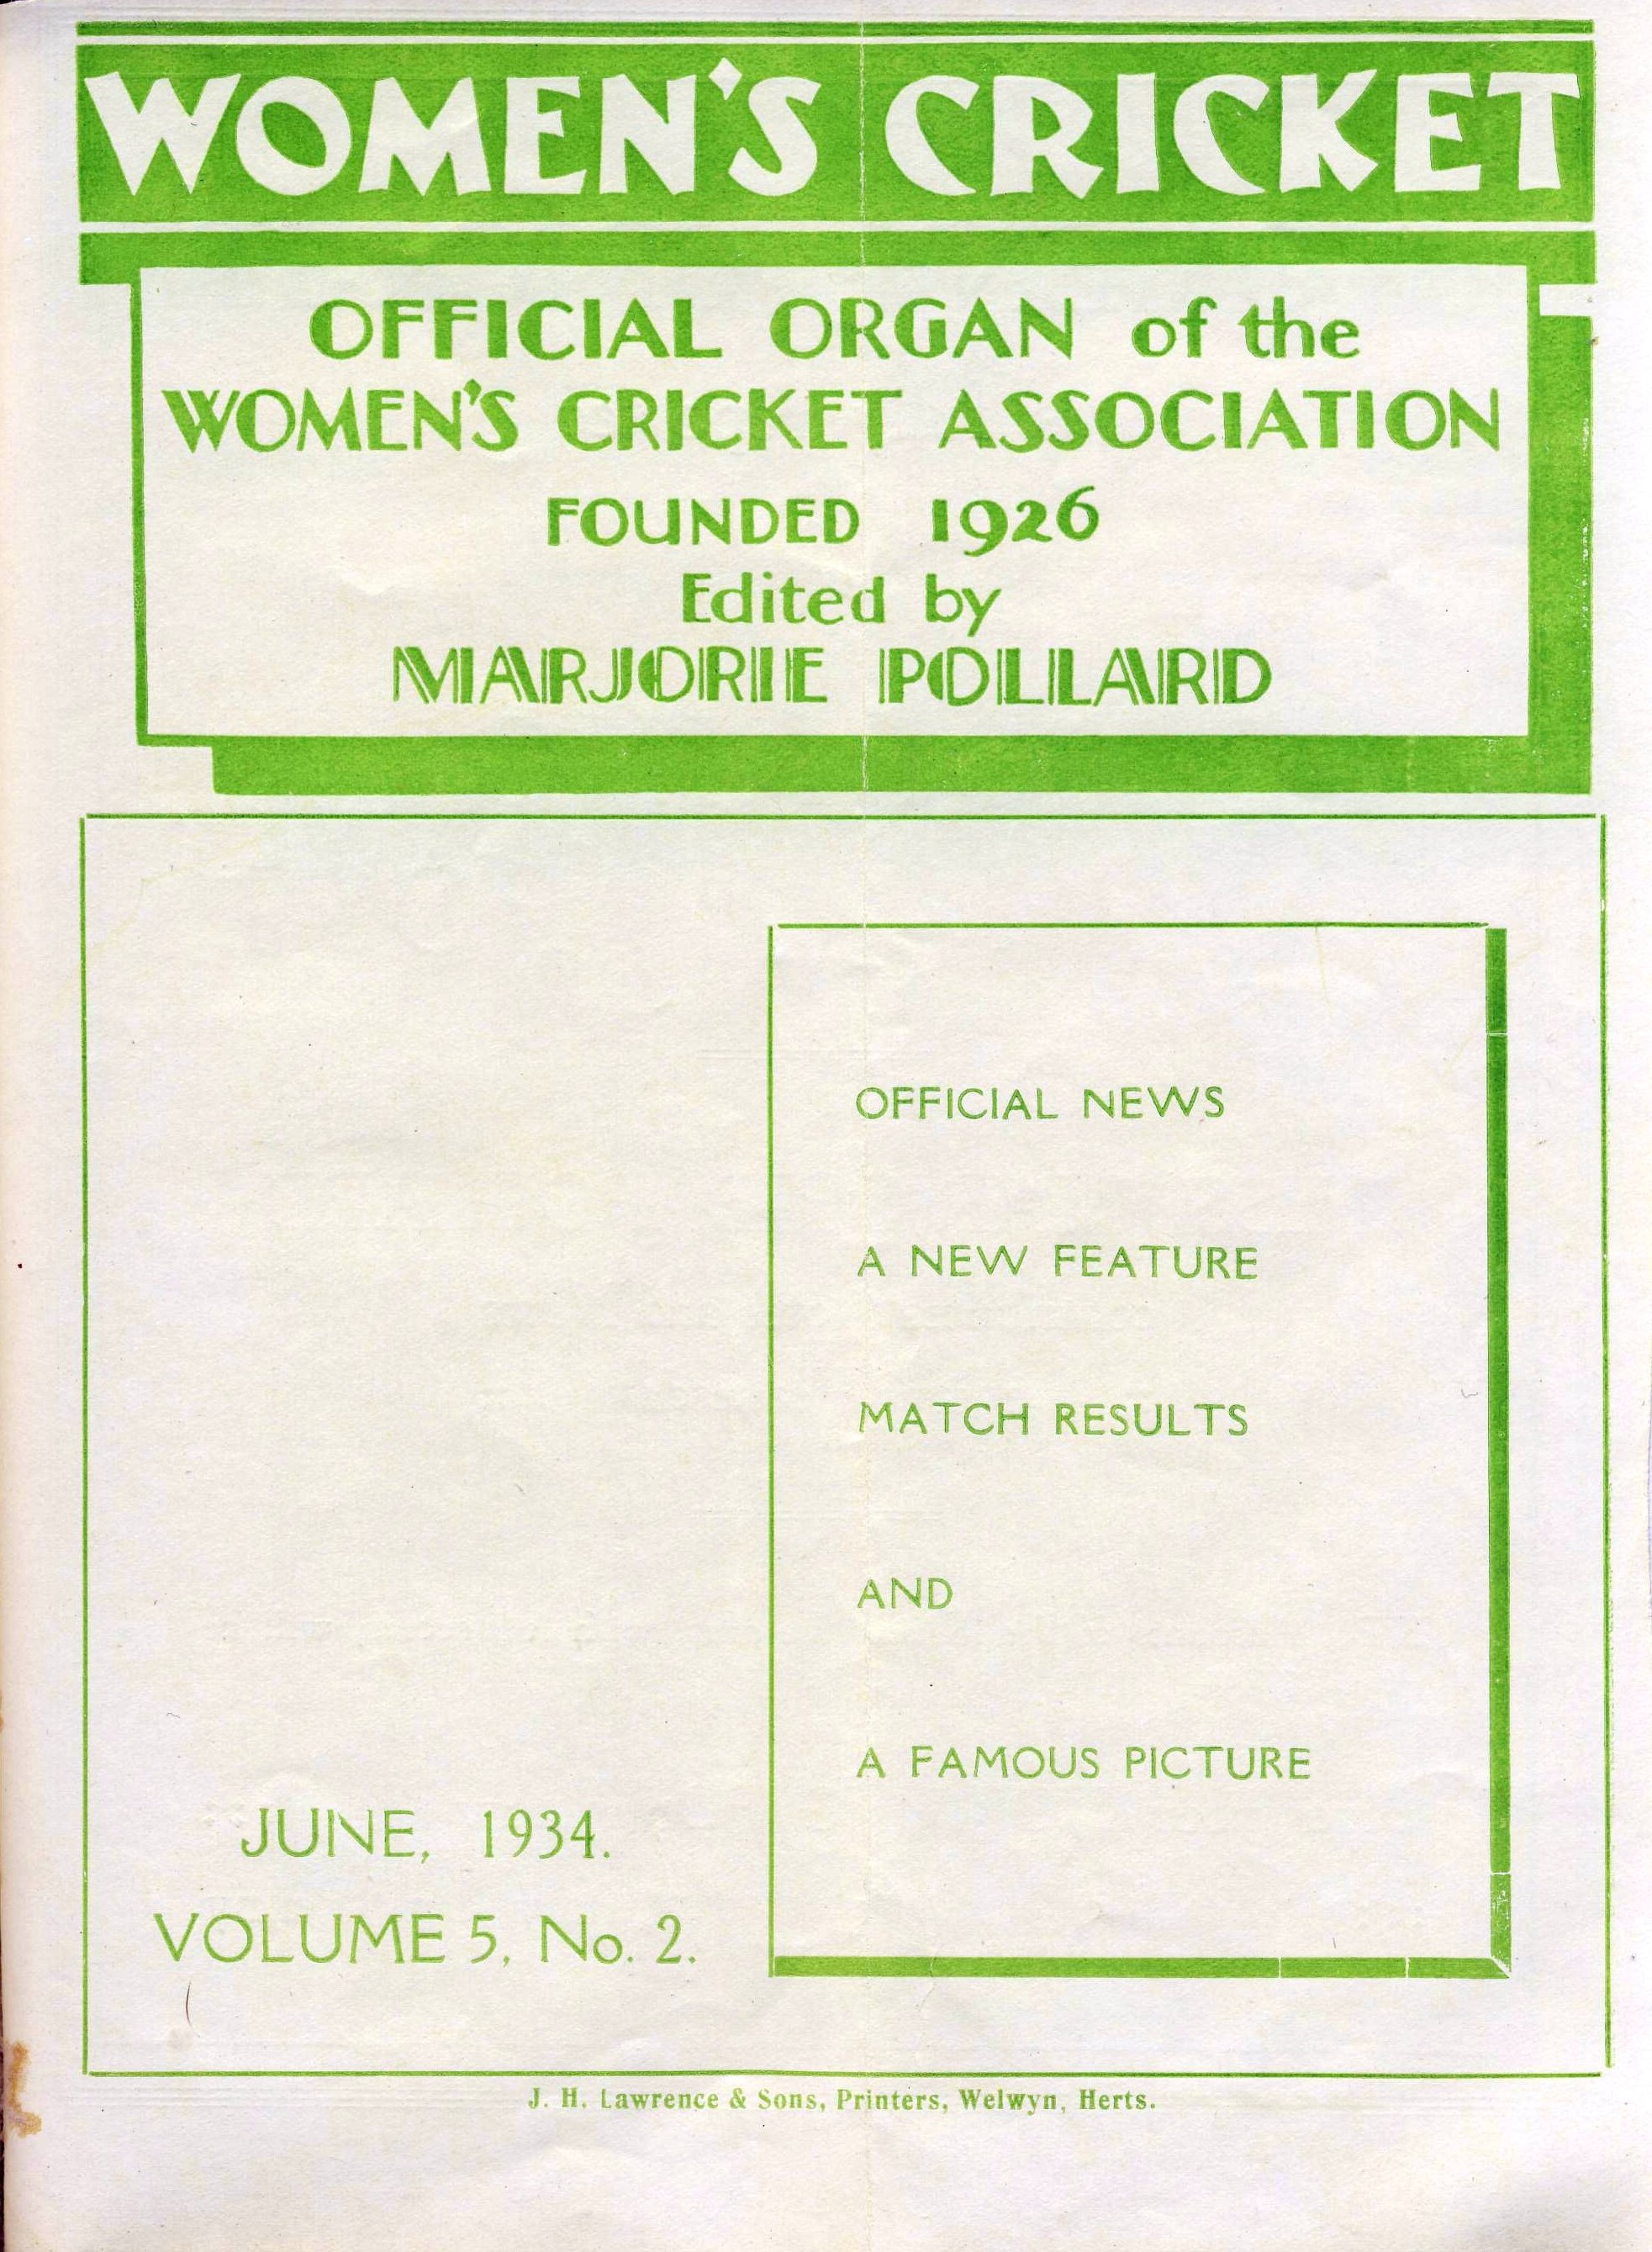 WOMEN'S CRICKET
OFFICIAL ORGAN of the
WOMEN'S CRICKET ASSOCIATION
FOUNDED 1926
Edited by
MARJORIE POLLARD
OFFICIAL NEWS
A NEW FEATURE
MATCH RESULTS
AND
A FAMOUS PICTURE
JUNE, 1934.
VOLUME 5, No. 2.
J. H. Lawrence & Sons, Printers, Welwyn, Herts.